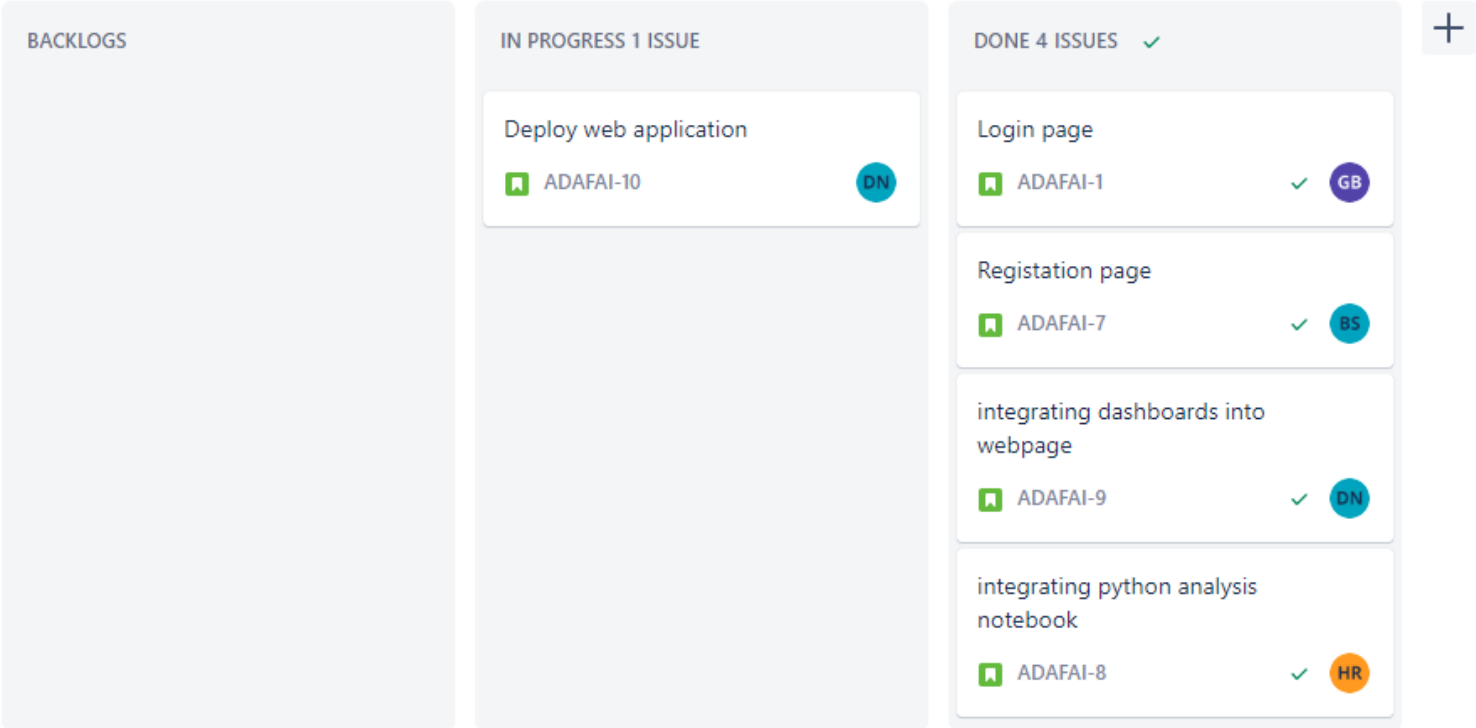 BACKLOGS
IN PROGRESS 1 ISSUE
Deploy web application
ADAFAI-10
DN
DONE 4 ISSUES
Login page
ADAFAI-1
GB
Registation page
ADAFAI-7
BS
integrating dashboards into
webpage
ADAFAI-9
DN
integrating python analysis
notebook
ADAFAI-8
HR